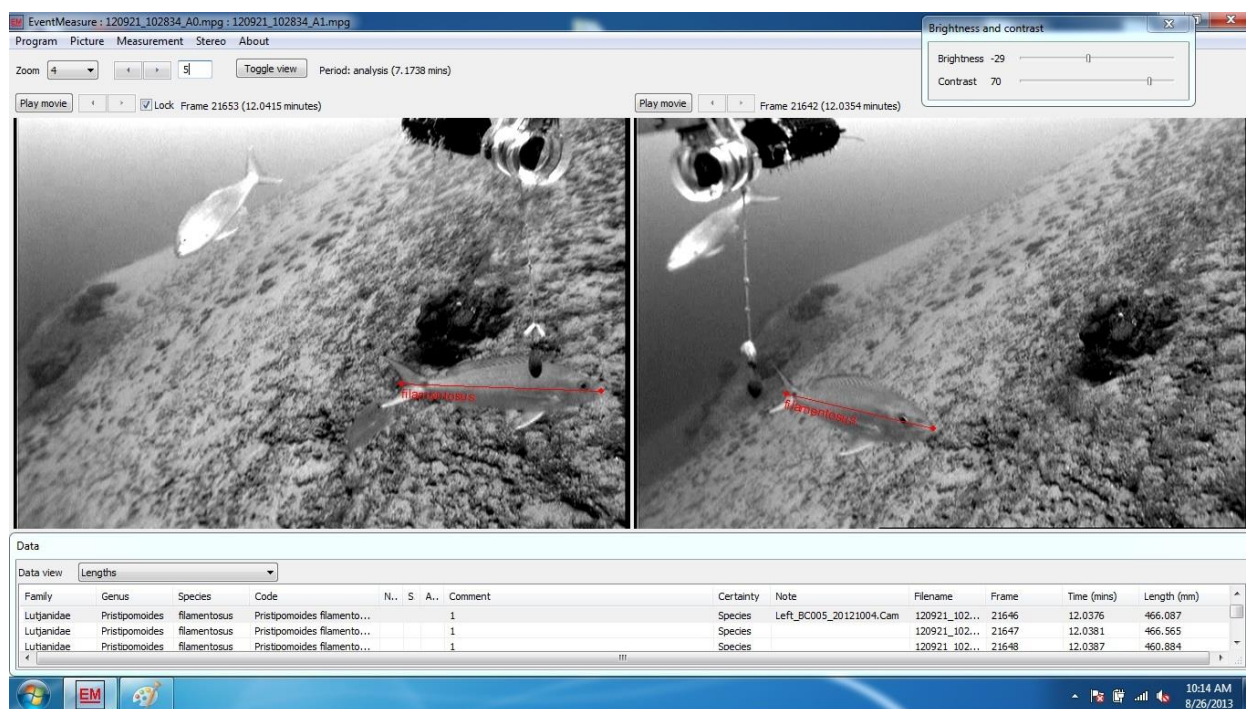 EM EventMeasure : 120921_102834_A0.mpg : 120921_102834_A1.mpg
Brightness and contrast
Program Picture Measurement Stereo About
Brightness -29
Contrast 70
Zoom 4 5 Toggle view Period: analysis (7.1738 mins)
Play movie Lock Frame 21653 (12.0415 minutes) Play movie Frame 21642 (12.0354 minutes)
filamentosus
filamentosus
Data
Data view Lengths
Family Genus Species Code N.. S A.. Comment Certainty Note Filename Frame Time (mins) Length (mm)
Lutjanidae Pristipomoides filamentosus Pristipomoides filamento... 1 Species Left_BC005_20121004.Cam 120921_102... 21646 12.0376 466.087
Lutjanidae Pristipomoides filamentosus Pristipomoides filamento... 1 Species 120921_102... 21647 12.0381 466.565
Lutjanidae Pristipomoides filamentosus Pristipomoides filamento... 1 Species 120921_102... 21648 12.0387 460.884
EM
10:14 AM
8/26/2013